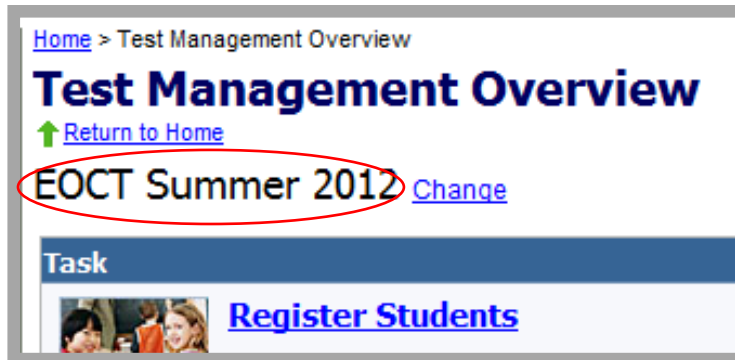 Home > Test Management Overview
Test Management Overview
Return to Home
EOCT Summer 2012 Change
Task
Register Students